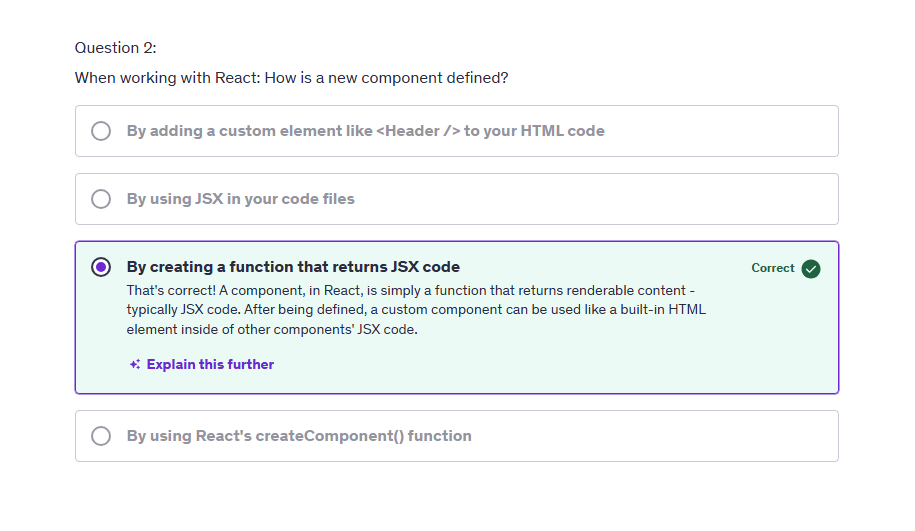 Question 2:
When working with React: How is a new component defined?
By adding a custom element like <Header /> to your HTML code
By using JSX in your code files
By creating a function that returns JSX code
Correct
That's correct! A component, in React, is simply a function that returns renderable content -
typically JSX code. After being defined, a custom component can be used like a built-in HTML
element inside of other components' JSX code.
Explain this further
By using React's createComponent() function